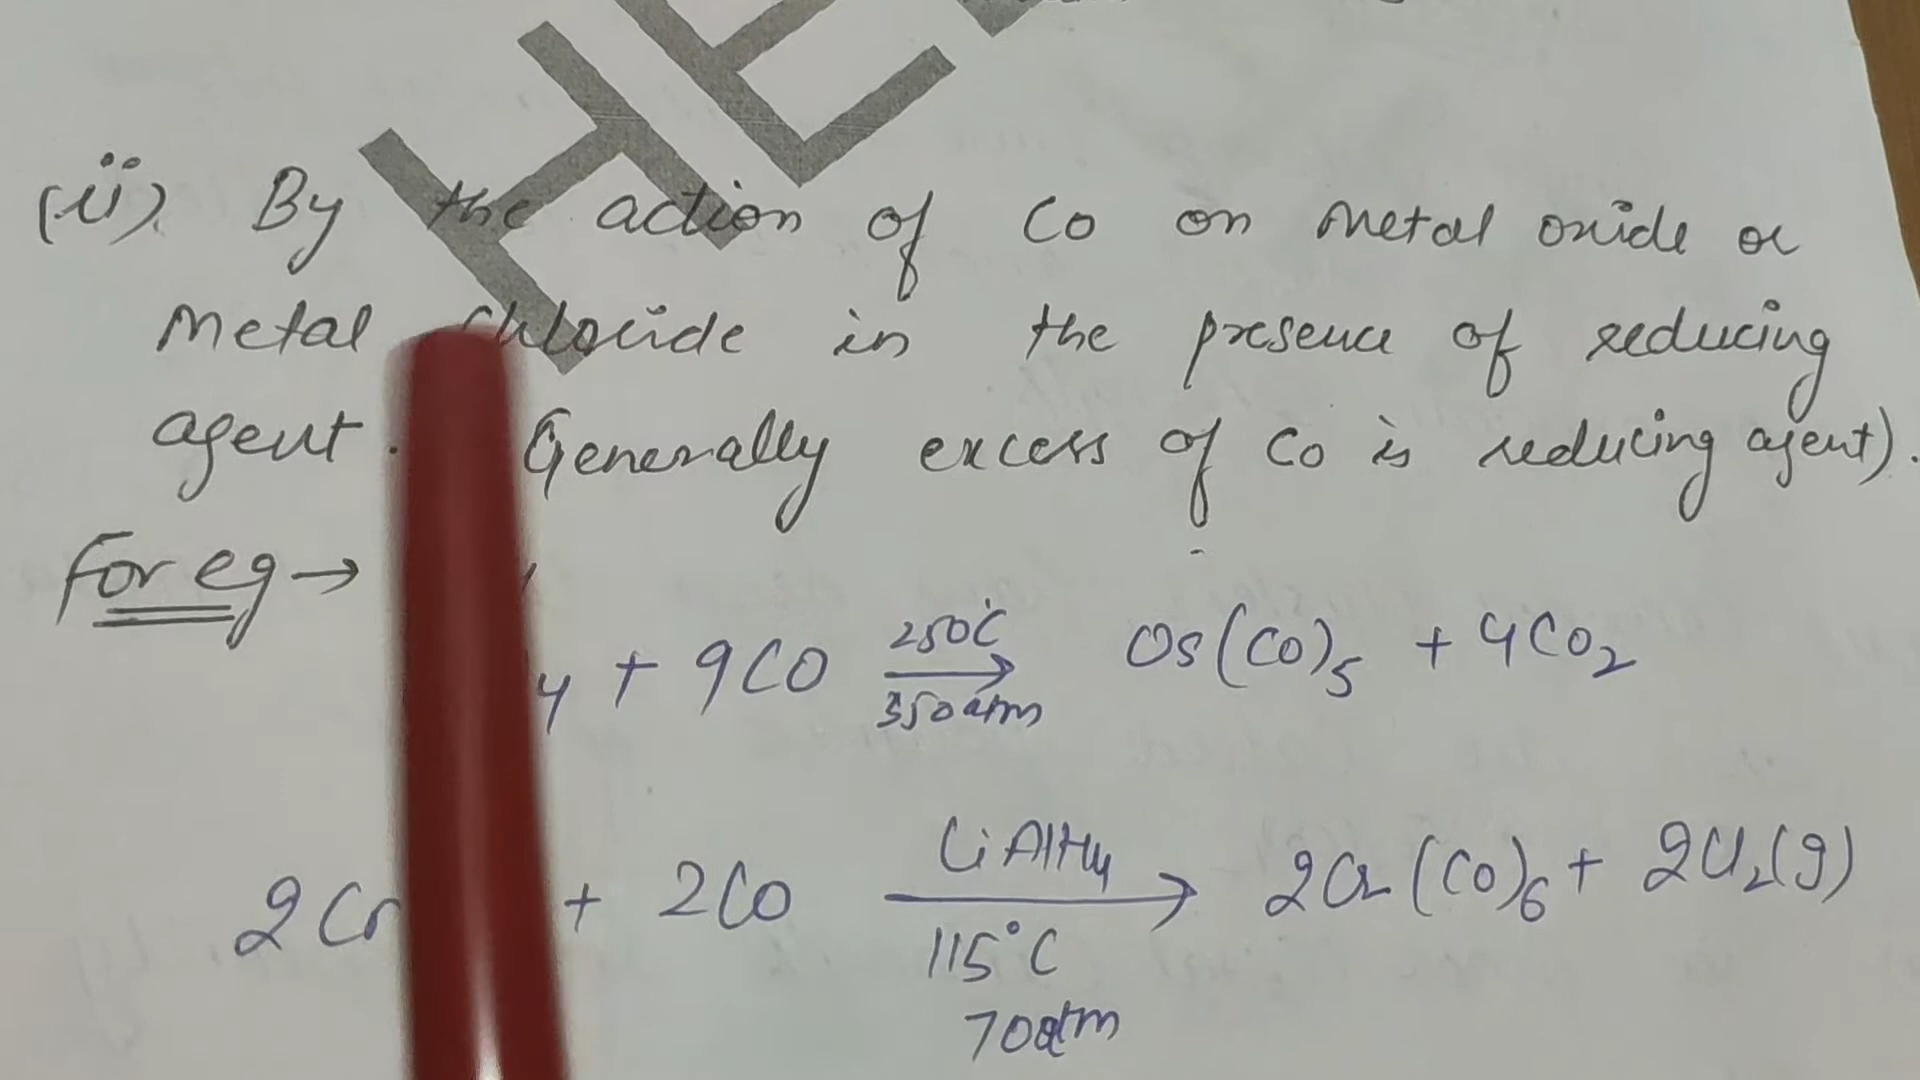 (ii). By the action of Co on metal oxide or
Metal chloride in the presence of reducing
agent. Generally excess of Co is reducing agent).
For eg →
4 + 9CO 250°C 350atm Os(Co)5 + 4CO2
2Cr + 2CO LiAlH4 115°C 70atm 2Cr(Co)6 + 2Cl2(g)